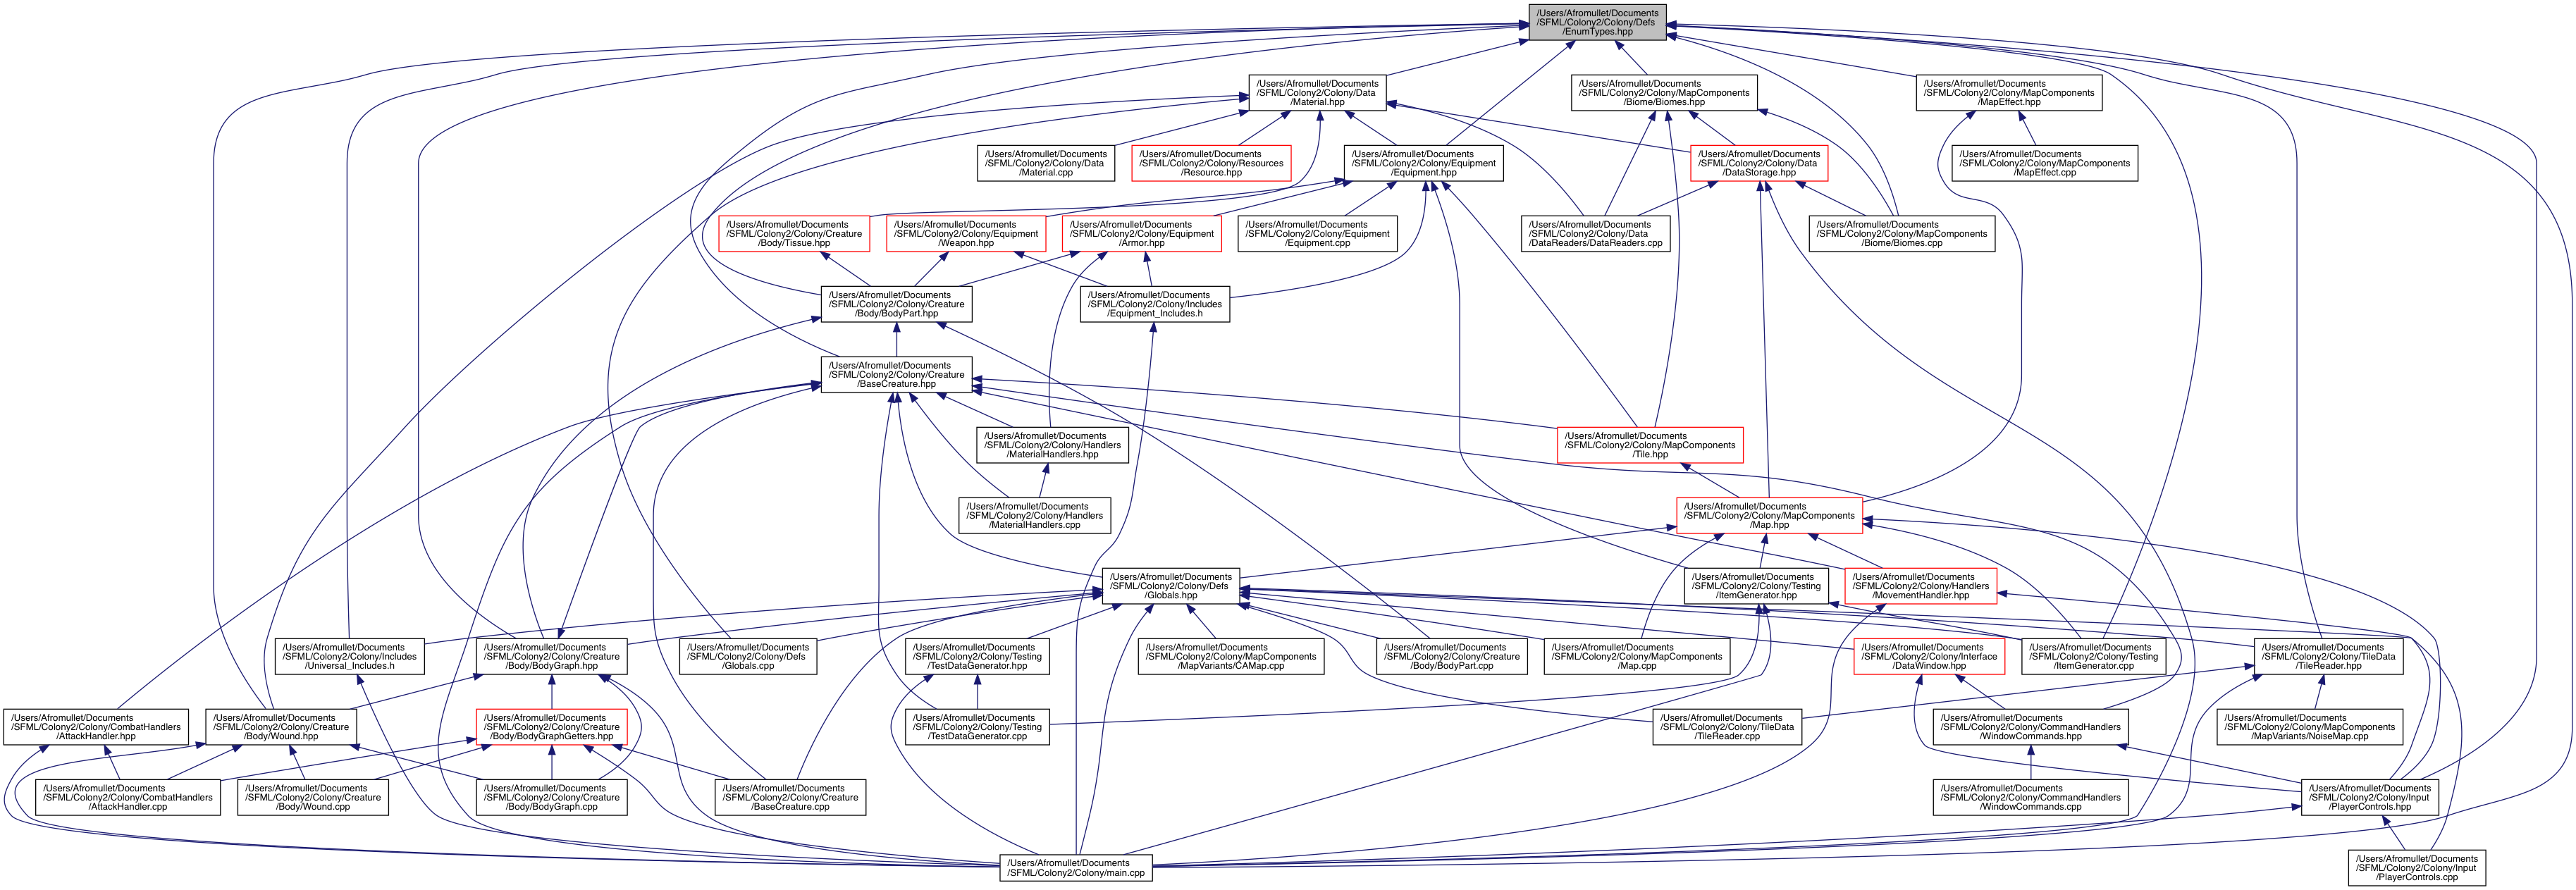 /Users/Afromullet/Documents
/SFML/Colony2/Colony/Defs
/EnumTypes.hpp
/Users/Afromullet/Documents
/SFML/Colony2/Colony/Data
/Material.hpp
/Users/Afromullet/Documents
/SFML/Colony2/Colony/MapComponents
/Biome/Biomes.hpp
/Users/Afromullet/Documents
/SFML/Colony2/Colony/MapComponents
/MapEffect.hpp
/Users/Afromullet/Documents
/SFML/Colony2/Colony/Data
/Material.cpp
/Users/Afromullet/Documents
/SFML/Colony2/Colony/Resources
/Resource.hpp
/Users/Afromullet/Documents
/SFML/Colony2/Colony/Equipment
/Equipment.hpp
/Users/Afromullet/Documents
/SFML/Colony2/Colony/Data
/DataStorage.hpp
/Users/Afromullet/Documents
/SFML/Colony2/Colony/MapComponents
/MapEffect.cpp
/Users/Afromullet/Documents
/SFML/Colony2/Colony/Creature
/Body/Tissue.hpp
/Users/Afromullet/Documents
/SFML/Colony2/Colony/Equipment
/Weapon.hpp
/Users/Afromullet/Documents
/SFML/Colony2/Colony/Equipment
/Armor.hpp
/Users/Afromullet/Documents
/SFML/Colony2/Colony/Equipment
/Equipment.cpp
/Users/Afromullet/Documents
/SFML/Colony2/Colony/Data
/DataReaders/DataReaders.cpp
/Users/Afromullet/Documents
/SFML/Colony2/Colony/MapComponents
/Biome/Biomes.cpp
/Users/Afromullet/Documents
/SFML/Colony2/Colony/Creature
/Body/BodyPart.hpp
/Users/Afromullet/Documents
/SFML/Colony2/Colony/Includes
/Equipment_Includes.h
/Users/Afromullet/Documents
/SFML/Colony2/Colony/Creature
/BaseCreature.hpp
/Users/Afromullet/Documents
/SFML/Colony2/Colony/Handlers
/MaterialHandlers.hpp
/Users/Afromullet/Documents
/SFML/Colony2/Colony/MapComponents
/Tile.hpp
/Users/Afromullet/Documents
/SFML/Colony2/Colony/Handlers
/MaterialHandlers.cpp
/Users/Afromullet/Documents
/SFML/Colony2/Colony/MapComponents
/Map.hpp
/Users/Afromullet/Documents
/SFML/Colony2/Colony/Defs
/Globals.hpp
/Users/Afromullet/Documents
/SFML/Colony2/Colony/Testing
/ItemGenerator.hpp
/Users/Afromullet/Documents
/SFML/Colony2/Colony/Handlers
/MovementHandler.hpp
/Users/Afromullet/Documents
/SFML/Colony2/Colony/Includes
/Universal_Includes.h
/Users/Afromullet/Documents
/SFML/Colony2/Colony/Creature
/Body/BodyGraph.hpp
/Users/Afromullet/Documents
/SFML/Colony2/Colony/Defs
/Globals.cpp
/Users/Afromullet/Documents
/SFML/Colony2/Colony/Testing
/TestDataGenerator.hpp
/Users/Afromullet/Documents
/SFML/Colony2/Colony/MapComponents
/MapVariants/CAMap.cpp
/Users/Afromullet/Documents
/SFML/Colony2/Colony/Creature
/Body/BodyPart.cpp
/Users/Afromullet/Documents
/SFML/Colony2/Colony/MapComponents
/Map.cpp
/Users/Afromullet/Documents
/SFML/Colony2/Colony/Interface
/DataWindow.hpp
/Users/Afromullet/Documents
/SFML/Colony2/Colony/Testing
/ItemGenerator.cpp
/Users/Afromullet/Documents
/SFML/Colony2/Colony/TileData
/TileReader.hpp
/Users/Afromullet/Documents
/SFML/Colony2/Colony/CombatHandlers
/AttackHandler.hpp
/Users/Afromullet/Documents
/SFML/Colony2/Colony/Creature
/Body/Wound.hpp
/Users/Afromullet/Documents
/SFML/Colony2/Colony/Creature
/Body/BodyGraphGetters.hpp
/Users/Afromullet/Documents
/SFML/Colony2/Colony/Testing
/TestDataGenerator.cpp
/Users/Afromullet/Documents
/SFML/Colony2/Colony/TileData
/TileReader.cpp
/Users/Afromullet/Documents
/SFML/Colony2/Colony/CommandHandlers
/WindowCommands.hpp
/Users/Afromullet/Documents
/SFML/Colony2/Colony/MapComponents
/MapVariants/NoiseMap.cpp
/Users/Afromullet/Documents
/SFML/Colony2/Colony/CombatHandlers
/AttackHandler.cpp
/Users/Afromullet/Documents
/SFML/Colony2/Colony/Creature
/Body/Wound.cpp
/Users/Afromullet/Documents
/SFML/Colony2/Colony/Creature
/Body/BodyGraph.cpp
/Users/Afromullet/Documents
/SFML/Colony2/Colony/Creature
/BaseCreature.cpp
/Users/Afromullet/Documents
/SFML/Colony2/Colony/CommandHandlers
/WindowCommands.cpp
/Users/Afromullet/Documents
/SFML/Colony2/Colony/Input
/PlayerControls.hpp
/Users/Afromullet/Documents
/SFML/Colony2/Colony/main.cpp
/Users/Afromullet/Documents
/SFML/Colony2/Colony/Input
/PlayerControls.cpp